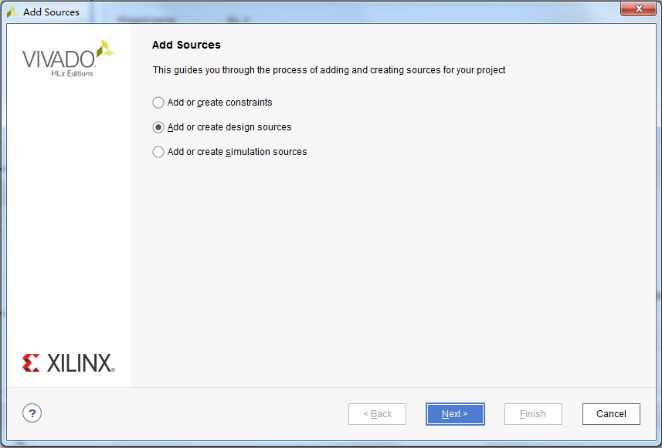 Add Sources
VIVADO
HLx Editions
Add Sources
This guides you through the process of adding and creating sources for your project
Add or create constraints
Add or create design sources
Add or create simulation sources
XILINX
?
< Back
Next >
Finish
Cancel